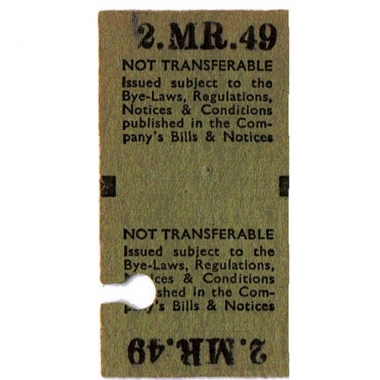 2.MR.49
NOT TRANSFERABLE
Issued subject to the
Bye-Laws, Regulations,
Notices & Conditions
published in the Com-
pany's Bills & Notices
NOT TRANSFERABLE
Issued subject to the
Bye-Laws, Regulations,
& Conditions
in the Com-
Bills & Notices
2.MR.49